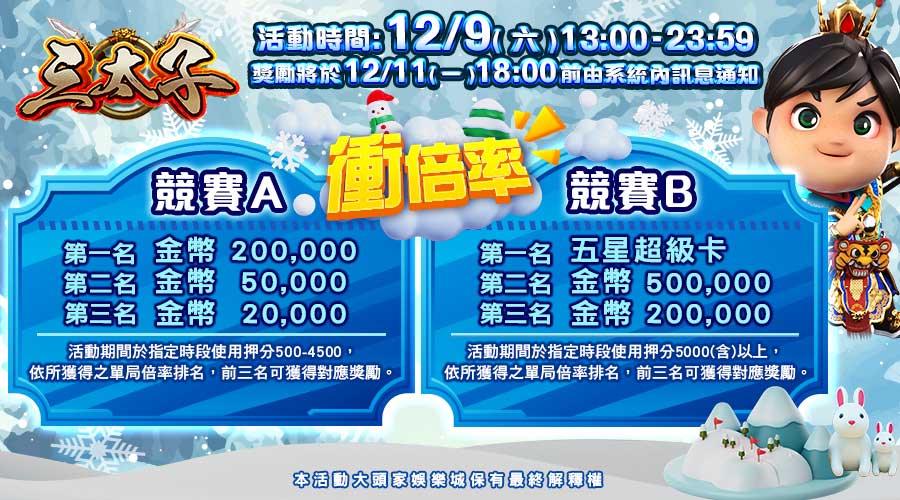 三太子
活動時間:12/9(六)13:00-23:59
獎勵將於12/11(一)18:00前由系統內訊息通知
衝倍率
競賽A
第一名 金幣 200,000
第二名 金幣 50,000
第三名 金幣 20,000
活動期間於指定時段使用押分500-4500，
依所獲得之單局倍率排名，前三名可獲得對應獎勵。
競賽B
第一名 五星超級卡
第二名 金幣 500,000
第三名 金幣 200,000
活動期間於指定時段使用押分5000(含)以上，
依所獲得之單局倍率排名，前三名可獲得對應獎勵。
本活動大頭家娛樂城保有最終解釋權